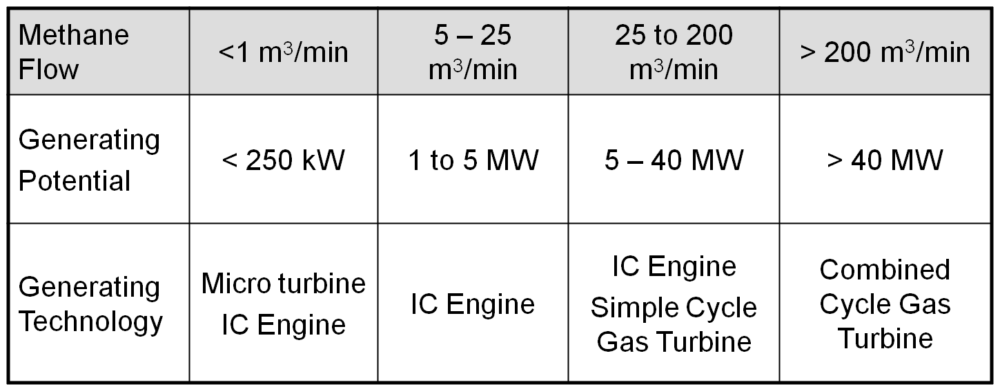 Methane
Flow
<1 m³/min
5 – 25
m³/min
25 to 200
m³/min
> 200 m³/min
Generating
Potential
< 250 kW
1 to 5 MW
5 – 40 MW
> 40 MW
Generating
Technology
Micro turbine
IC Engine
IC Engine
IC Engine
Simple Cycle
Gas Turbine
Combined
Cycle Gas
Turbine